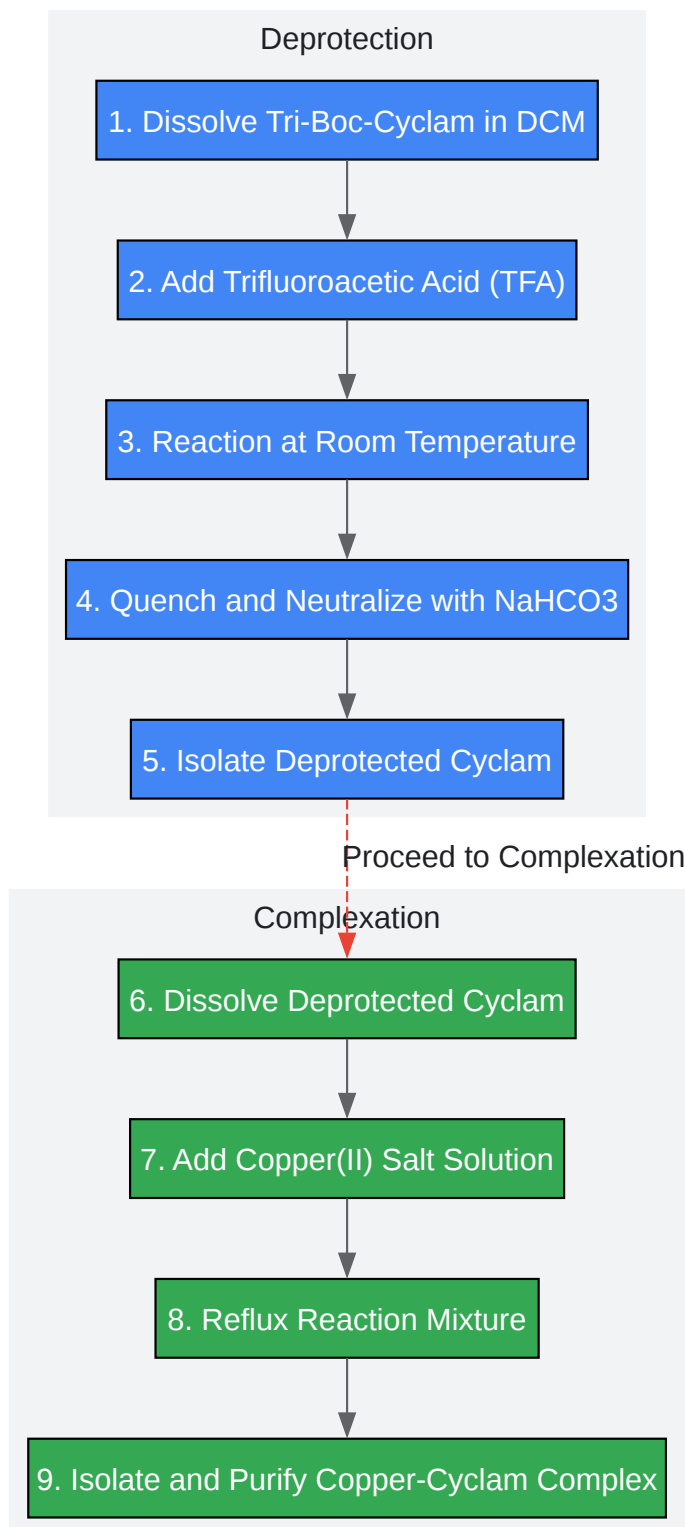 Deprotection
1. Dissolve Tri-Boc-Cyclam in DCM
2. Add Trifluoroacetic Acid (TFA)
3. Reaction at Room Temperature
4. Quench and Neutralize with NaHCO3
5. Isolate Deprotected Cyclam
Proceed to Complexation
Complexation
6. Dissolve Deprotected Cyclam
7. Add Copper(II) Salt Solution
8. Reflux Reaction Mixture
9. Isolate and Purify Copper-Cyclam Complex